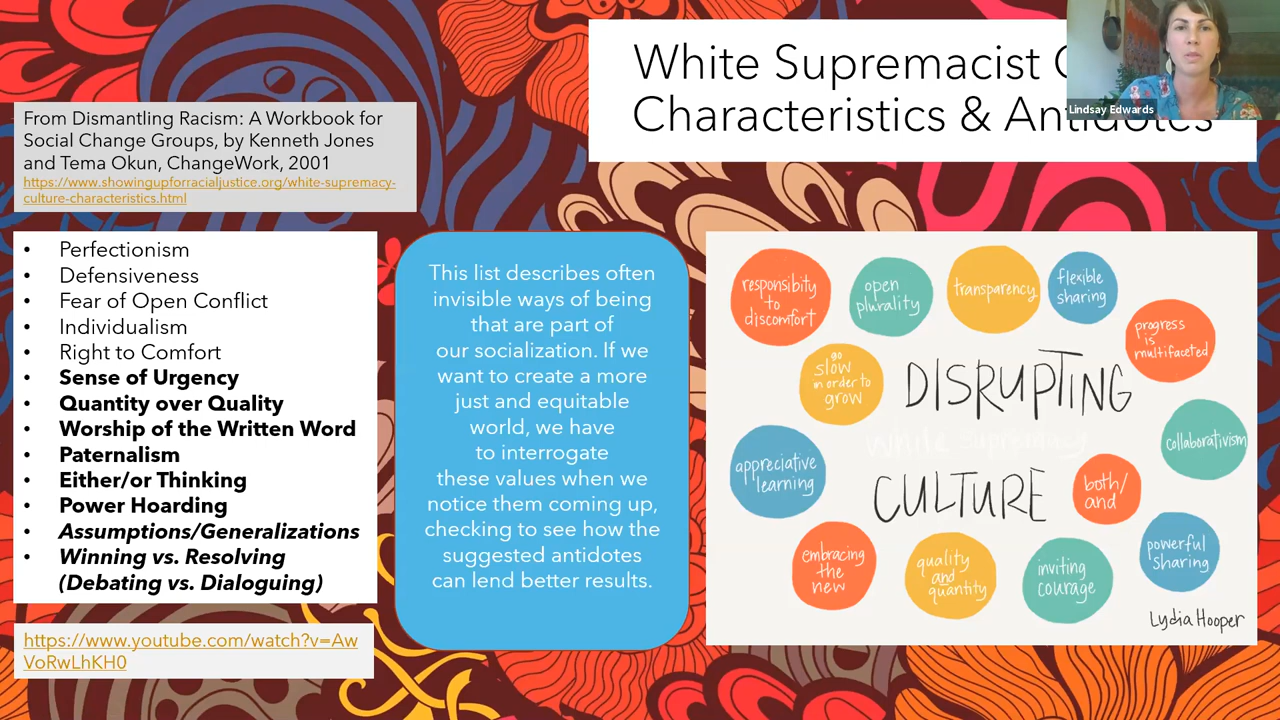 White Supremacist
Characteristics & Antidotes
Lindsay Edwards
From Dismantling Racism: A Workbook for
Social Change Groups, by Kenneth Jones
and Tema Okun, ChangeWork, 2001
https://www.showingupforracialjustice.org/white-supremacy-
culture-characteristics.html
• Perfectionism
• Defensiveness
• Fear of Open Conflict
• Individualism
• Right to Comfort
• Sense of Urgency
• Quantity over Quality
• Worship of the Written Word
• Paternalism
• Either/or Thinking
• Power Hoarding
• Assumptions/Generalizations
• Winning vs. Resolving
(Debating vs. Dialoguing)
https://www.youtube.com/watch?v=Aw
VoRwLhKH0
This list describes often
invisible ways of being
that are part of
our socialization. If we
want to create a more
just and equitable
world, we have
to interrogate
these values when we
notice them coming up,
checking to see how the
suggested antidotes
can lend better results.
responsibity
to
discomfort
open
plurality
transparency
flexible
sharing
progress
is
multifaceted
go
slow
in order to
grow
DISRUPTING
white supremacy
CULTURE
collaborativism
appreciative
learning
both/
and
embracing
the
new
quality
and
quantity
inviting
courage
powerful
sharing
Lydia Hooper